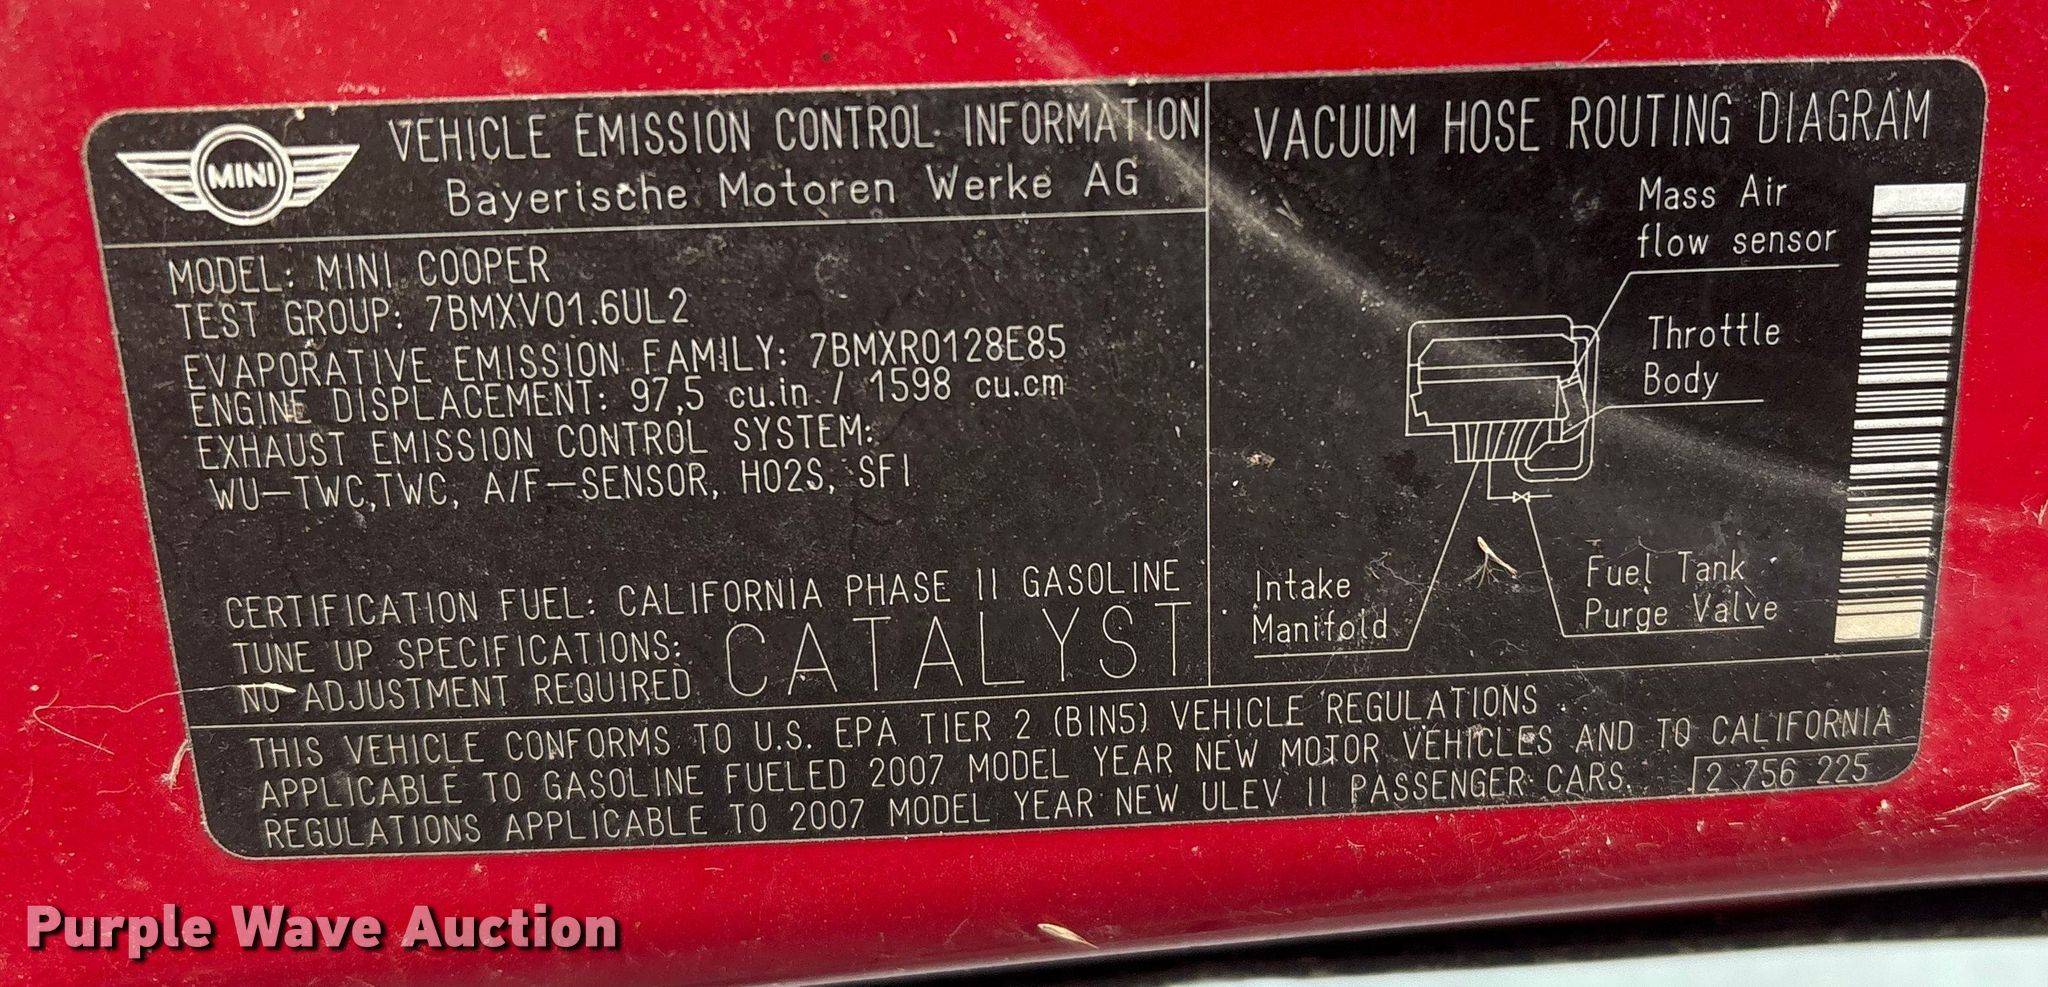 MINI
VEHICLE EMISSION CONTROL INFORMATION
Bayerische Motoren Werke AG
MODEL: MINI COOPER
TEST GROUP: 7BMXV01.6UL2
EVAPORATIVE EMISSION FAMILY: 7BMXR0128E85
ENGINE DISPLACEMENT: 97,5 cu.in / 1598 cu.cm
EXHAUST EMISSION CONTROL SYSTEM:
WU-TWC,TWC, A/F-SENSOR, HO2S, SFI
CERTIFICATION FUEL: CALIFORNIA PHASE II GASOLINE
TUNE UP SPECIFICATIONS:
NO ADJUSTMENT REQUIRED
CATALYST
VACUUM HOSE ROUTING DIAGRAM
Mass Air
flow sensor
Throttle
Body
Intake
Manifold
Fuel Tank
Purge Valve
THIS VEHICLE CONFORMS TO U.S. EPA TIER 2 (BIN5) VEHICLE REGULATIONS
APPLICABLE TO GASOLINE FUELED 2007 MODEL YEAR NEW MOTOR VEHICLES AND TO CALIFORNIA
REGULATIONS APPLICABLE TO 2007 MODEL YEAR NEW ULEV II PASSENGER CARS.
2 756 225
Purple Wave Auction